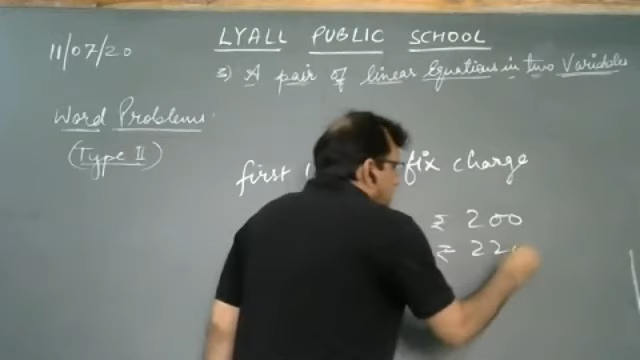 11/07/20
LYALL PUBLIC SCHOOL
3) A pair of linear Equations in two Variables
Word Problems.
(Type II)
first fix charge
₹ 200
₹ 22